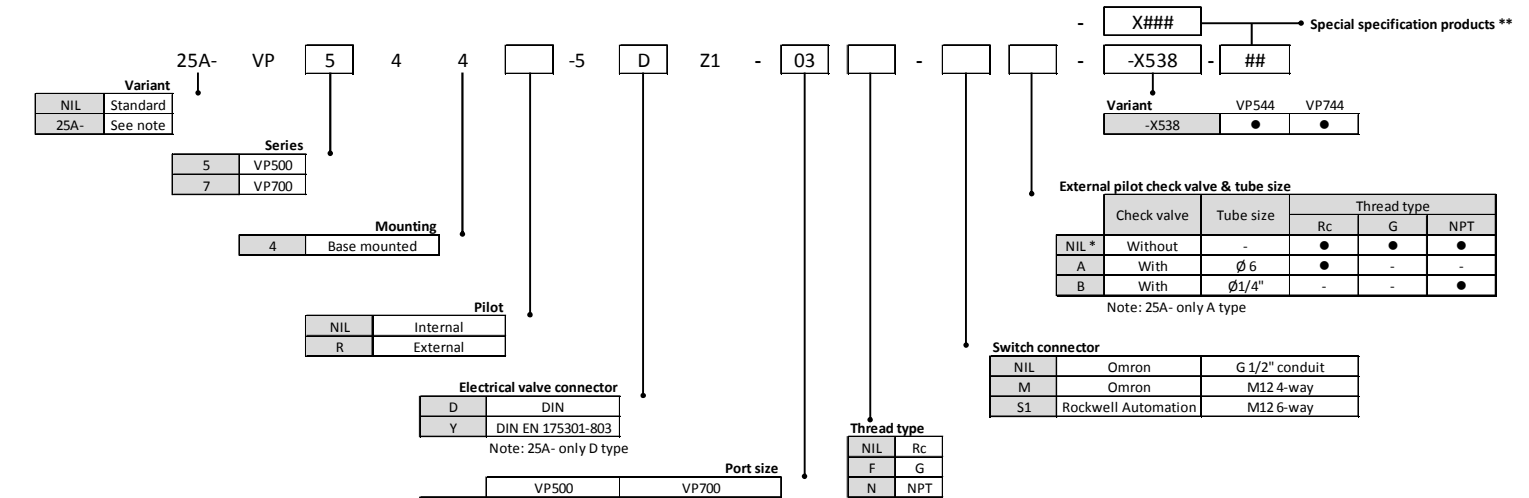 - X### Special specification products **
25A- VP 5 4 4 -5 D Z1 - 03 - - -X538 - ##
Variant
NIL Standard
25A- See note
Variant VP544 VP744
-X538 ● ●
Series
5 VP500
7 VP700
External pilot check valve & tube size
Check valve Tube size Thread type
Rc G NPT
NIL * Without - ● ● ●
A With Ø 6 ● - -
B With Ø1/4" - - ●
Note: 25A- only A type
Mounting
4 Base mounted
Pilot
NIL Internal
R External
Switch connector
NIL Omron G 1/2" conduit
M Omron M12 4-way
S1 Rockwell Automation M12 6-way
Electrical valve connector
D DIN
Y DIN EN 175301-803
Note: 25A- only D type
Thread type
NIL Rc
F G
N NPT
Port size
VP500 VP700